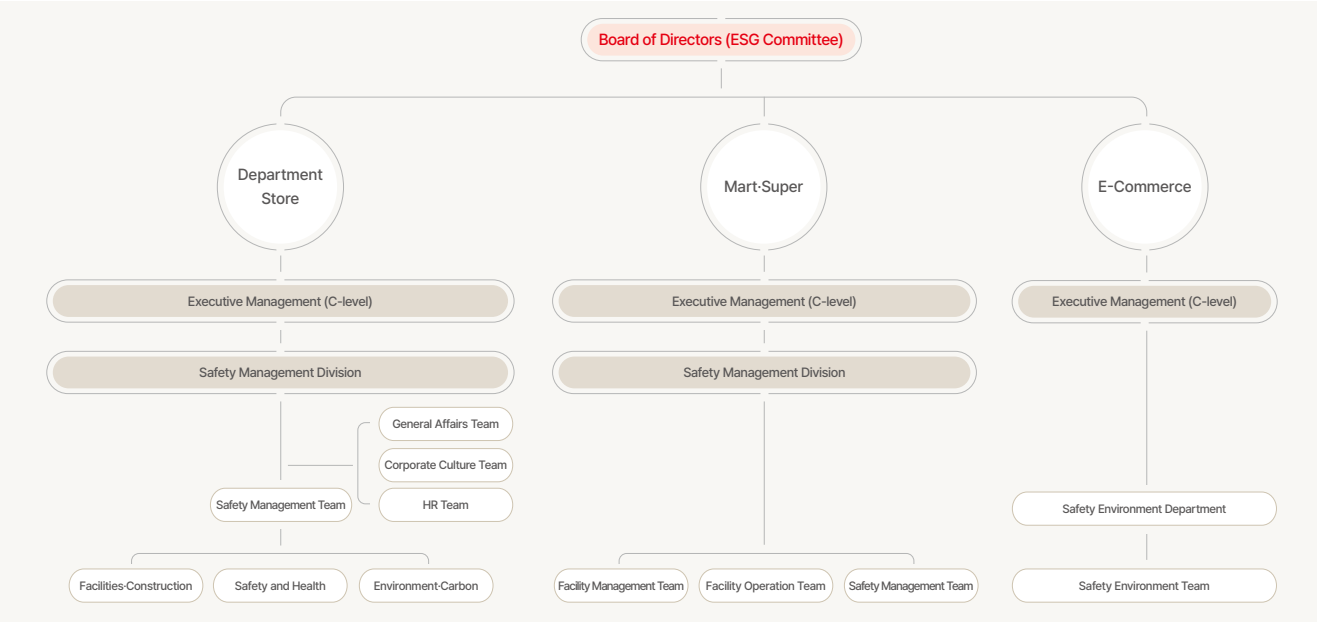 Board of Directors (ESG Committee)
Department
Store
Mart·Super
E-Commerce
Executive Management (C-level)
Executive Management (C-level)
Executive Management (C-level)
Safety Management Division
Safety Management Division
General Affairs Team
Corporate Culture Team
Safety Management Team
HR Team
Safety Environment Department
Facilities·Construction
Safety and Health
Environment·Carbon
Facility Management Team
Facility Operation Team
Safety Management Team
Safety Environment Team